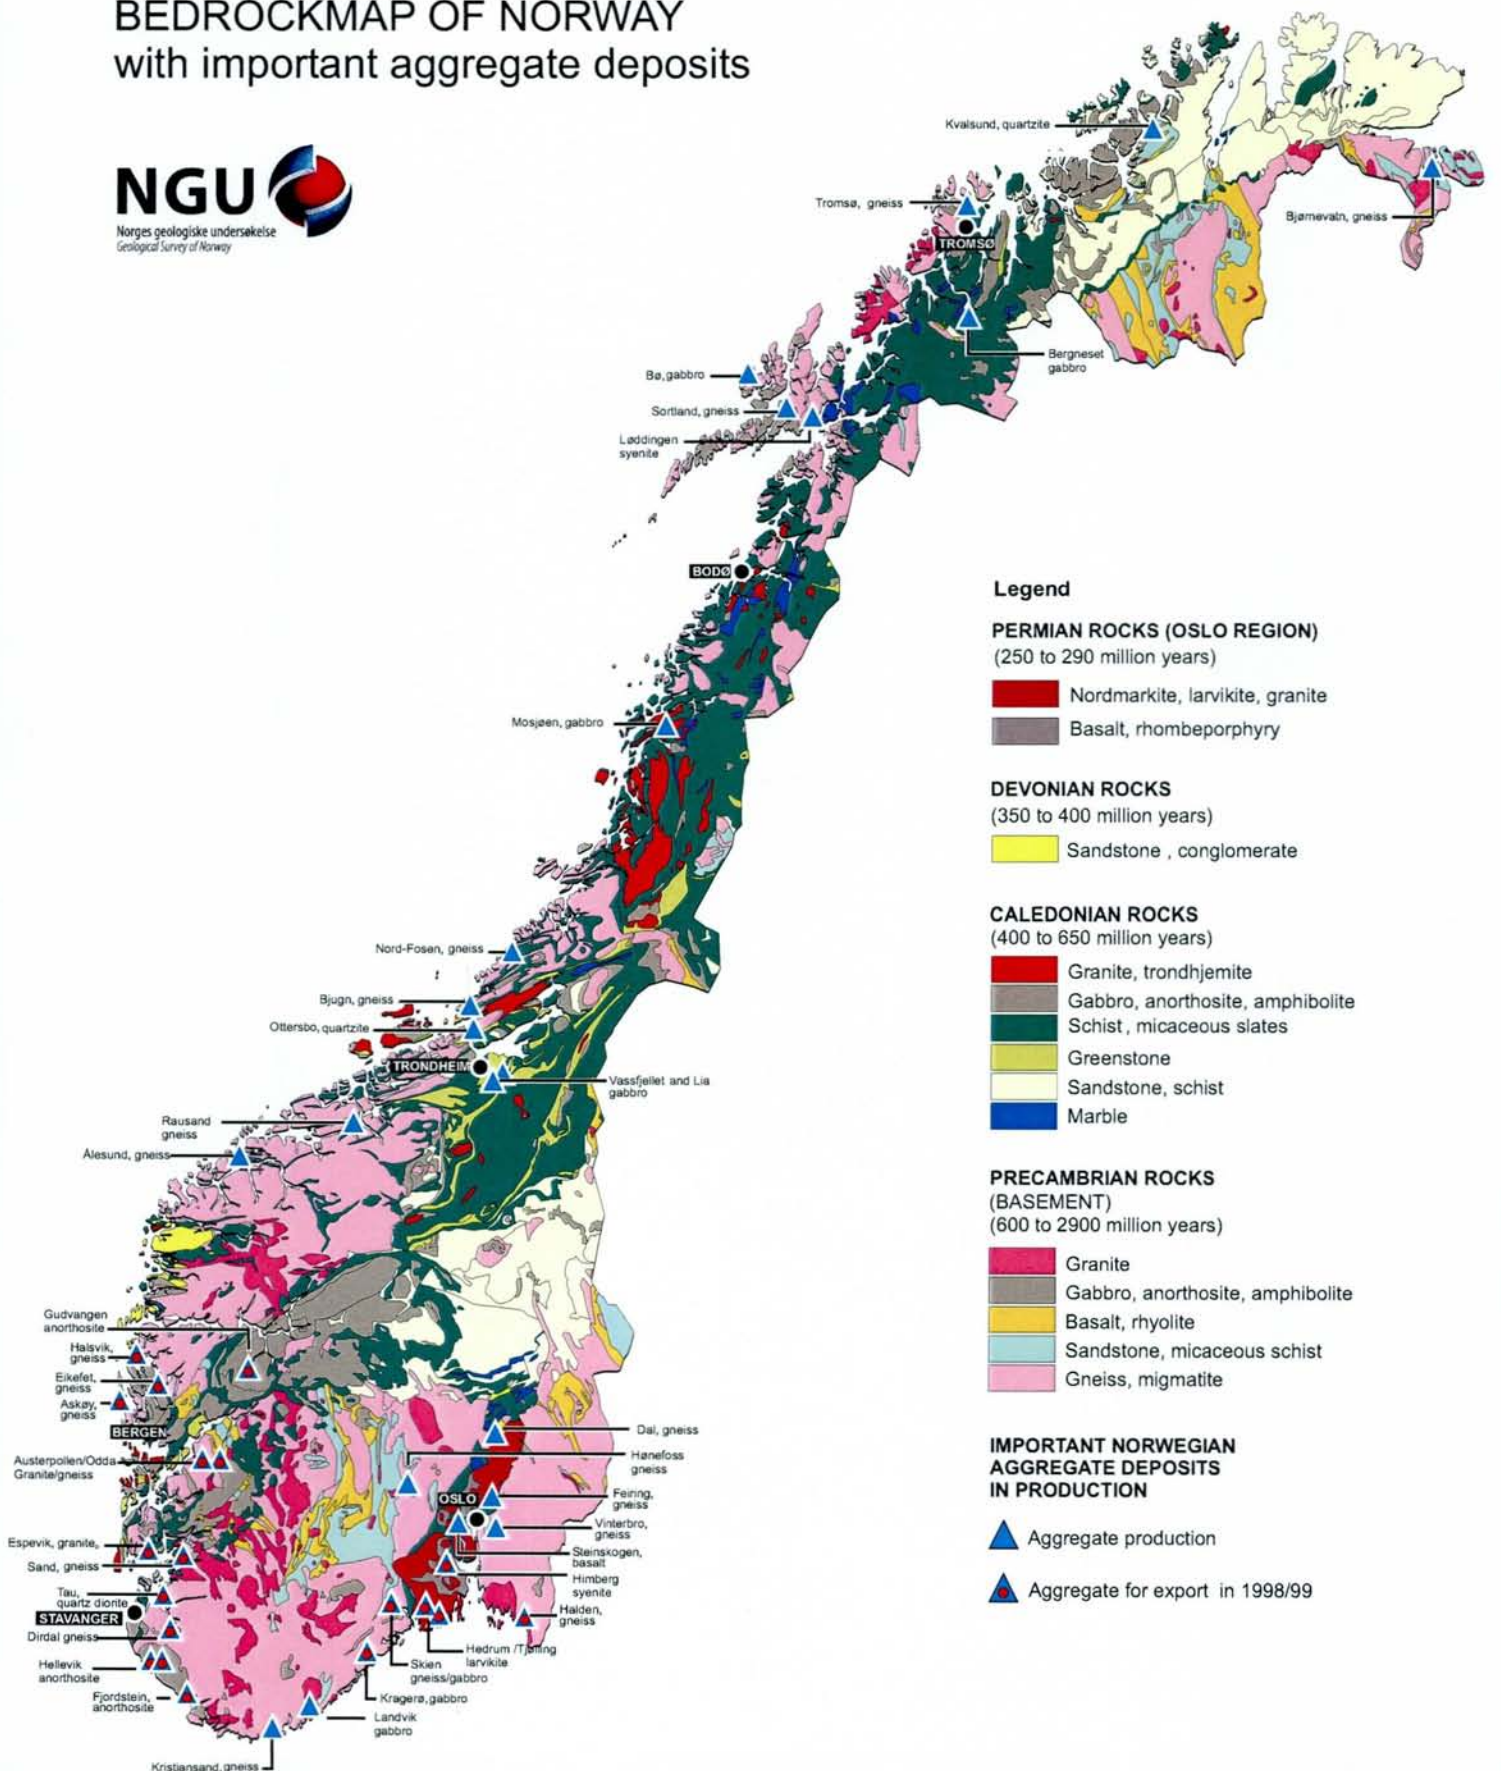 BEDROCKMAP OF NORWAY
with important aggregate deposits
NGU
Norges geologiske undersøkelse
Geological Survey of Norway
Kvalsund, quartzite
Tromsø, gneiss
TROMSØ
Bjørnevatn, gneiss
Bergneset
gabbro
Bø, gabbro
Sortland, gneiss
Løddingen
syenite
BODØ
Mosjøen, gabbro
Nord-Fosen, gneiss
Bjugn, gneiss
Ottersbo, quartzite
TRONDHEIM
Vassfjellet and Lia
gabbro
Rausand
gneiss
Ålesund, gneiss
Gudvangen
anorthosite
Halsvik,
gneiss
Eikefet,
gneiss
Askøy,
gneiss
BERGEN
Austerpollen/Odda
Granite/gneiss
Espevik, granite,
Sand, gneiss
Tau,
quartz diorite
STAVANGER
Dirdal gneiss
Hellevik
anorthosite
Fjordstein,
anorthosite
Kristiansand, gneiss
Landvik
gabbro
Kragerø, gabbro
Skien
gneiss/gabbro
Hedrum /Tjølling
larvikite
Halden,
gneiss
Himberg
syenite
Steinskogen,
basalt
Vinterbro,
gneiss
Feiring,
gneiss
OSLO
Hønefoss
gneiss
Dal, gneiss
Legend
PERMIAN ROCKS (OSLO REGION)
(250 to 290 million years)
Nordmarkite, larvikite, granite
Basalt, rhombeporphyry
DEVONIAN ROCKS
(350 to 400 million years)
Sandstone , conglomerate
CALEDONIAN ROCKS
(400 to 650 million years)
Granite, trondhjemite
Gabbro, anorthosite, amphibolite
Schist, micaceous slates
Greenstone
Sandstone, schist
Marble
PRECAMBRIAN ROCKS
(BASEMENT)
(600 to 2900 million years)
Granite
Gabbro, anorthosite, amphibolite
Basalt, rhyolite
Sandstone, micaceous schist
Gneiss, migmatite
IMPORTANT NORWEGIAN
AGGREGATE DEPOSITS
IN PRODUCTION
Aggregate production
Aggregate for export in 1998/99